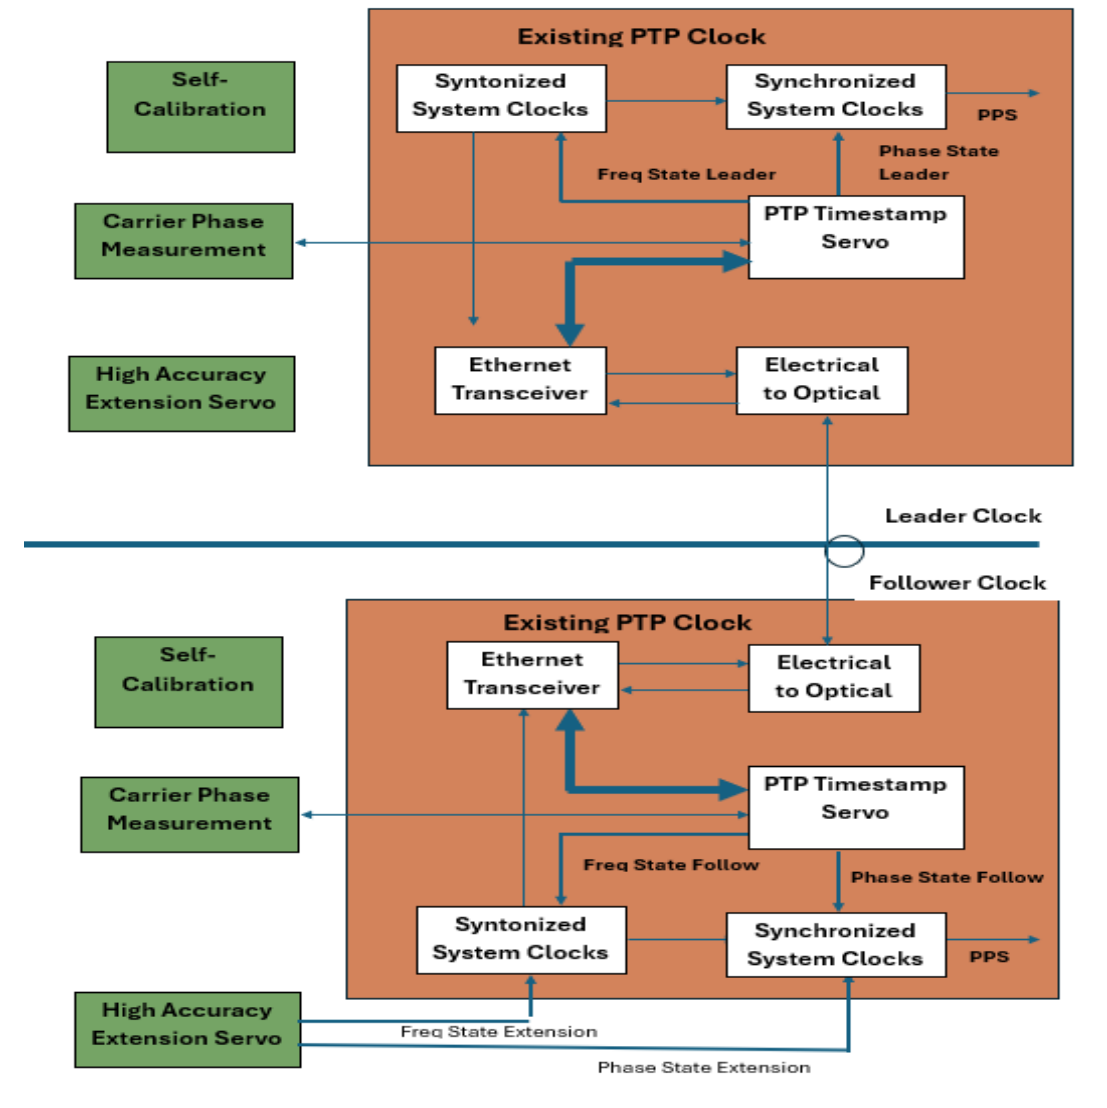 Existing PTP Clock
Self-
Calibration
Syntonized
System Clocks
Synchronized
System Clocks
PPS
Freq State Leader
Phase State
Leader
Carrier Phase
Measurement
PTP Timestamp
Servo
High Accuracy
Extension Servo
Ethernet
Transceiver
Electrical
to Optical
Leader Clock
Follower Clock
Existing PTP Clock
Self-
Calibration
Ethernet
Transceiver
Electrical
to Optical
Carrier Phase
Measurement
PTP Timestamp
Servo
Freq State Follow
Phase State Follow
Syntonized
System Clocks
Synchronized
System Clocks
PPS
High Accuracy
Extension Servo
Freq State Extension
Phase State Extension